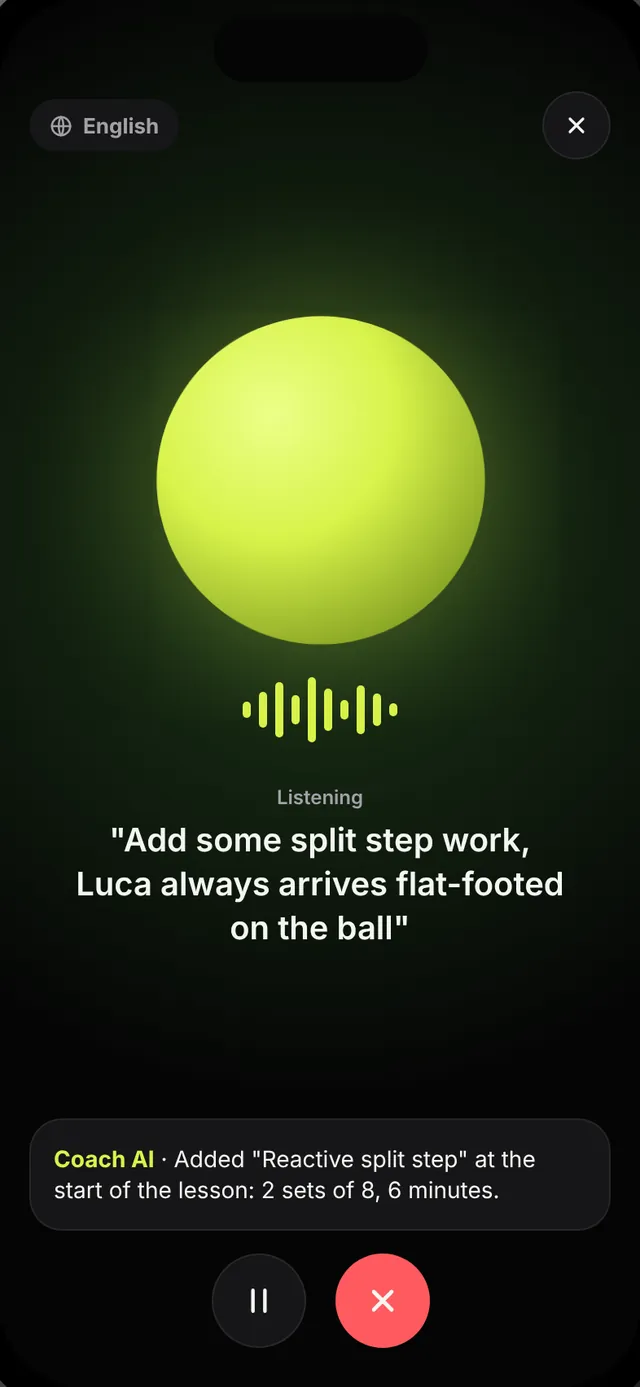 English
Listening
"Add some split step work,
Luca always arrives flat-footed
on the ball"
Coach AI · Added "Reactive split step" at the
start of the lesson: 2 sets of 8, 6 minutes.